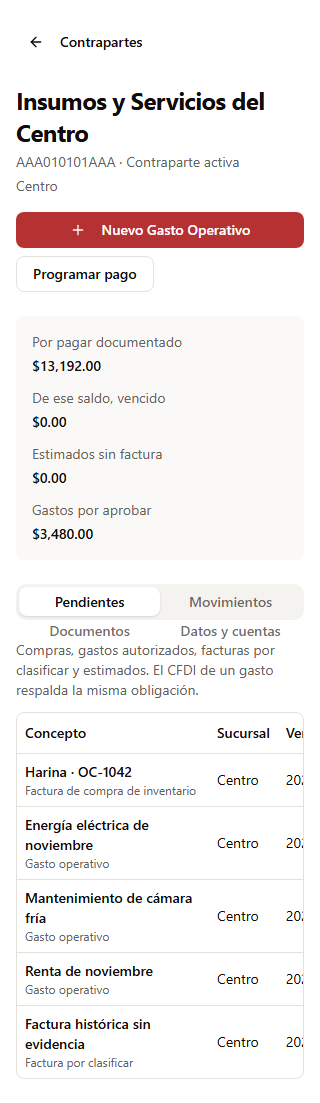 Contrapartes
Insumos y Servicios del
Centro
AAA010101AAA · Contraparte activa
Centro
Nuevo Gasto Operativo
Programar pago
Por pagar documentado
$13,192.00
De ese saldo, vencido
$0.00
Estimados sin factura
$0.00
Gastos por aprobar
$3,480.00
Pendientes Movimientos
Documentos Datos y cuentas
Compras, gastos autorizados, facturas por
clasificar y estimados. El CFDI de un gasto
respalda la misma obligación.
Concepto Sucursal
Harina · OC-1042
Factura de compra de inventario
Centro
Energía eléctrica de
noviembre
Gasto operativo
Centro
Mantenimiento de cámara
fría
Gasto operativo
Centro
Renta de noviembre
Gasto operativo
Centro
Factura histórica sin
evidencia
Factura por clasificar
Centro